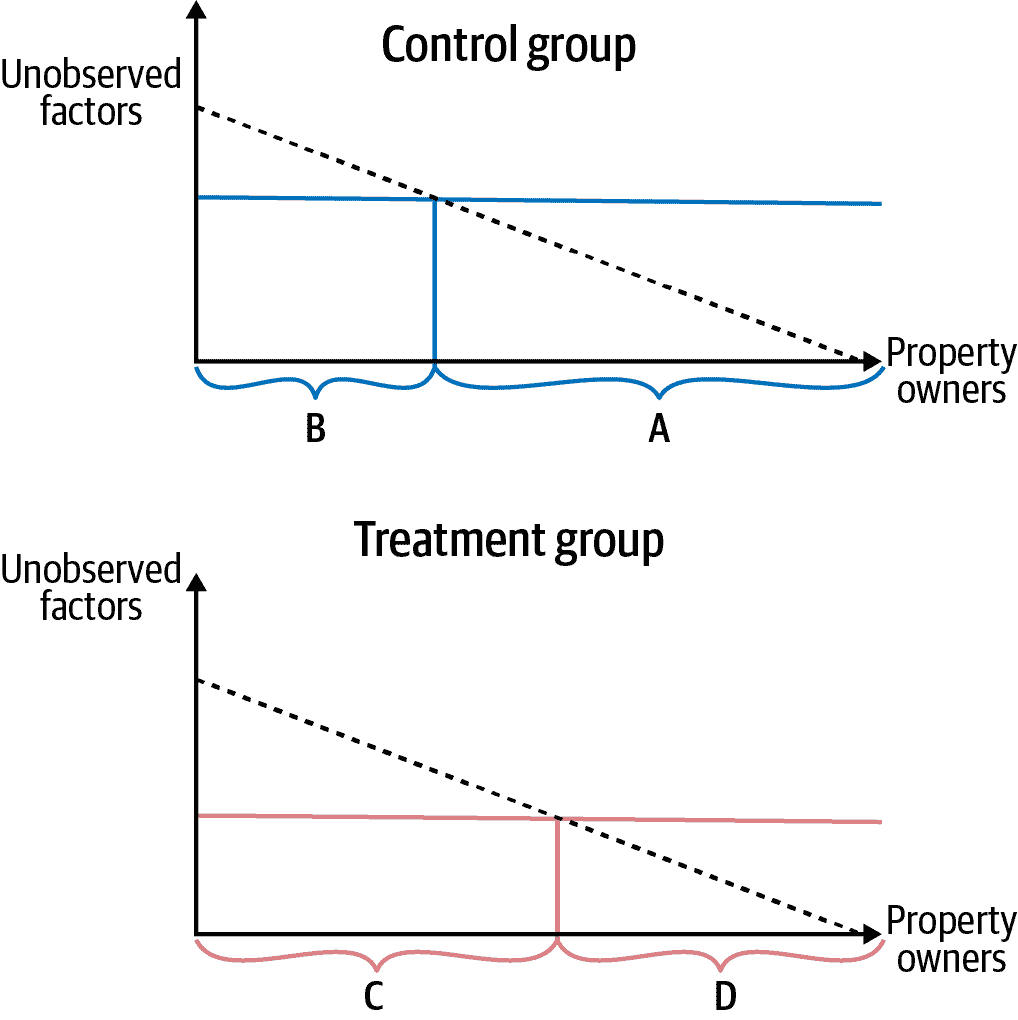 Control group
Unobserved
factors
Property
owners
B
A
Treatment group
Unobserved
factors
Property
owners
C
D